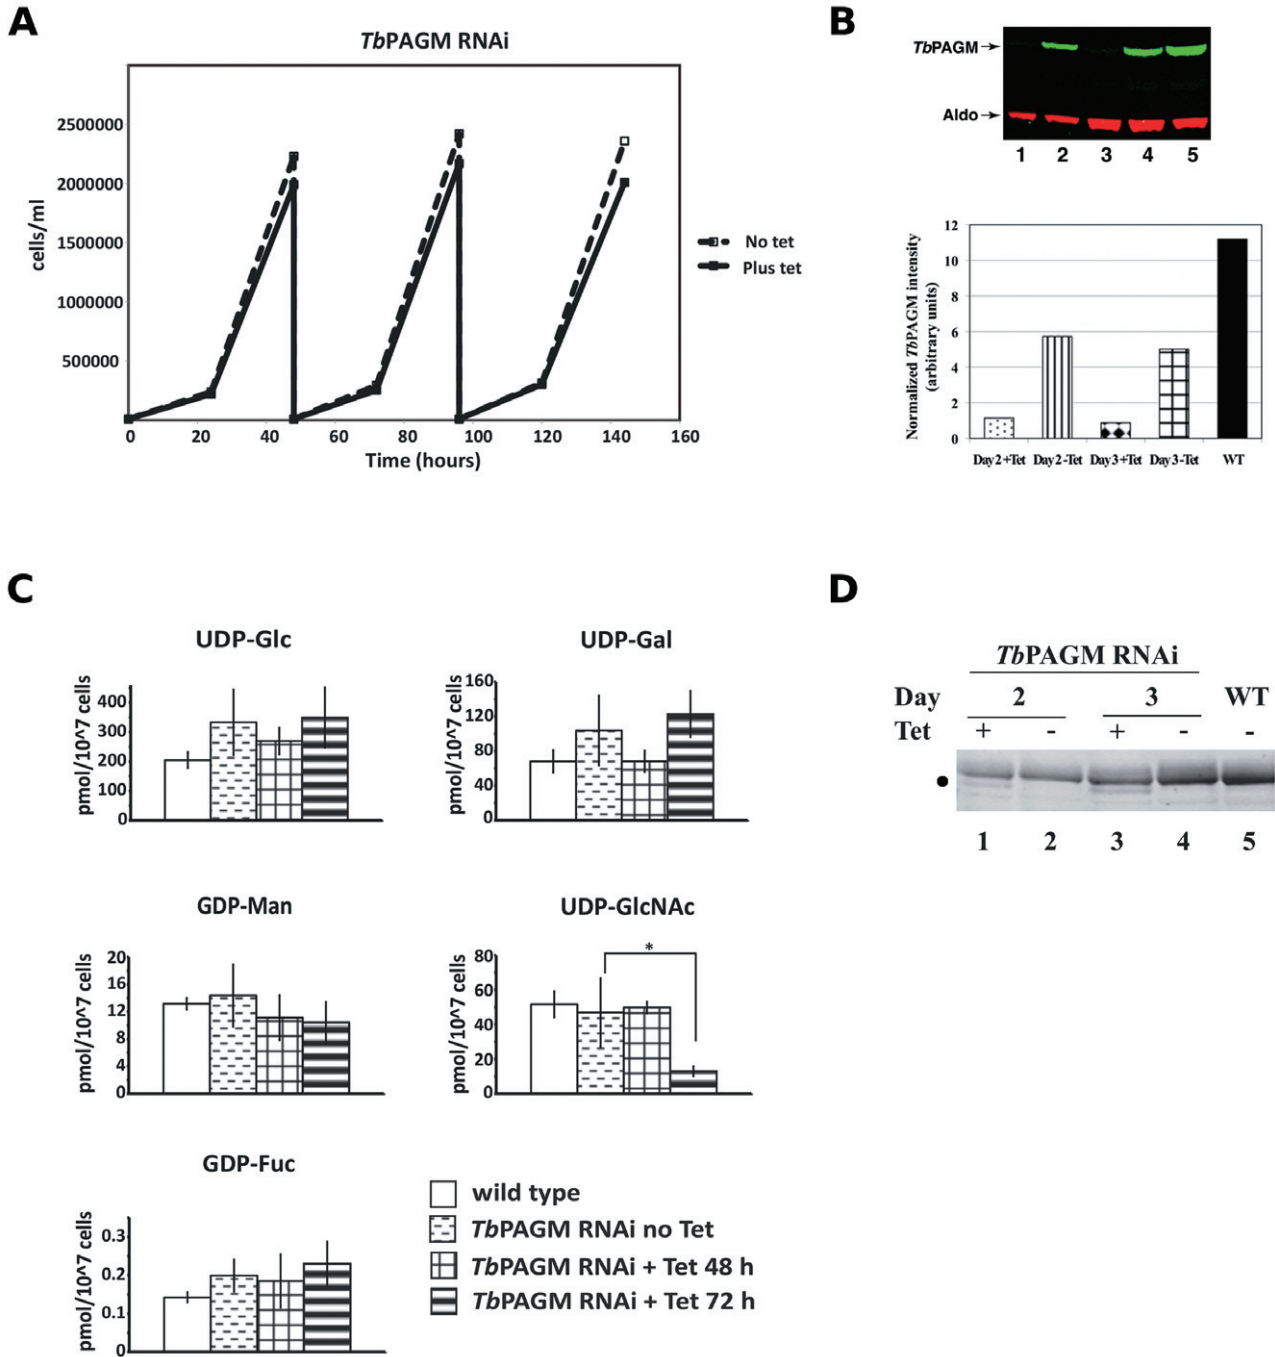 A
TbPAGM RNAi
cells/ml
2500000
2000000
1500000
1000000
500000
0 20 40 60 80 100 120 140 160
Time (hours)
No tet
Plus tet
B
TbPAGM
Aldo
1 2 3 4 5
Normalized TbPAGM intensity
(arbitrary units)
12
10
8
6
4
2
0
Day2+Tet Day2-Tet Day3+Tet Day3-Tet WT
C
UDP-Glc
pmol/10^7 cells
400
300
200
100
0
UDP-Gal
pmol/10^7 cells
160
120
80
40
0
GDP-Man
pmol/10^7 cells
20
16
12
8
4
0
UDP-GlcNAc
pmol/10^7 cells
80
60
40
20
0
*
GDP-Fuc
pmol/10^7 cells
0.3
0.2
0.1
0
wild type
TbPAGM RNAi no Tet
TbPAGM RNAi + Tet 48 h
TbPAGM RNAi + Tet 72 h
D
TbPAGM RNAi
Day 2 3 WT
Tet + - + - -
1 2 3 4 5